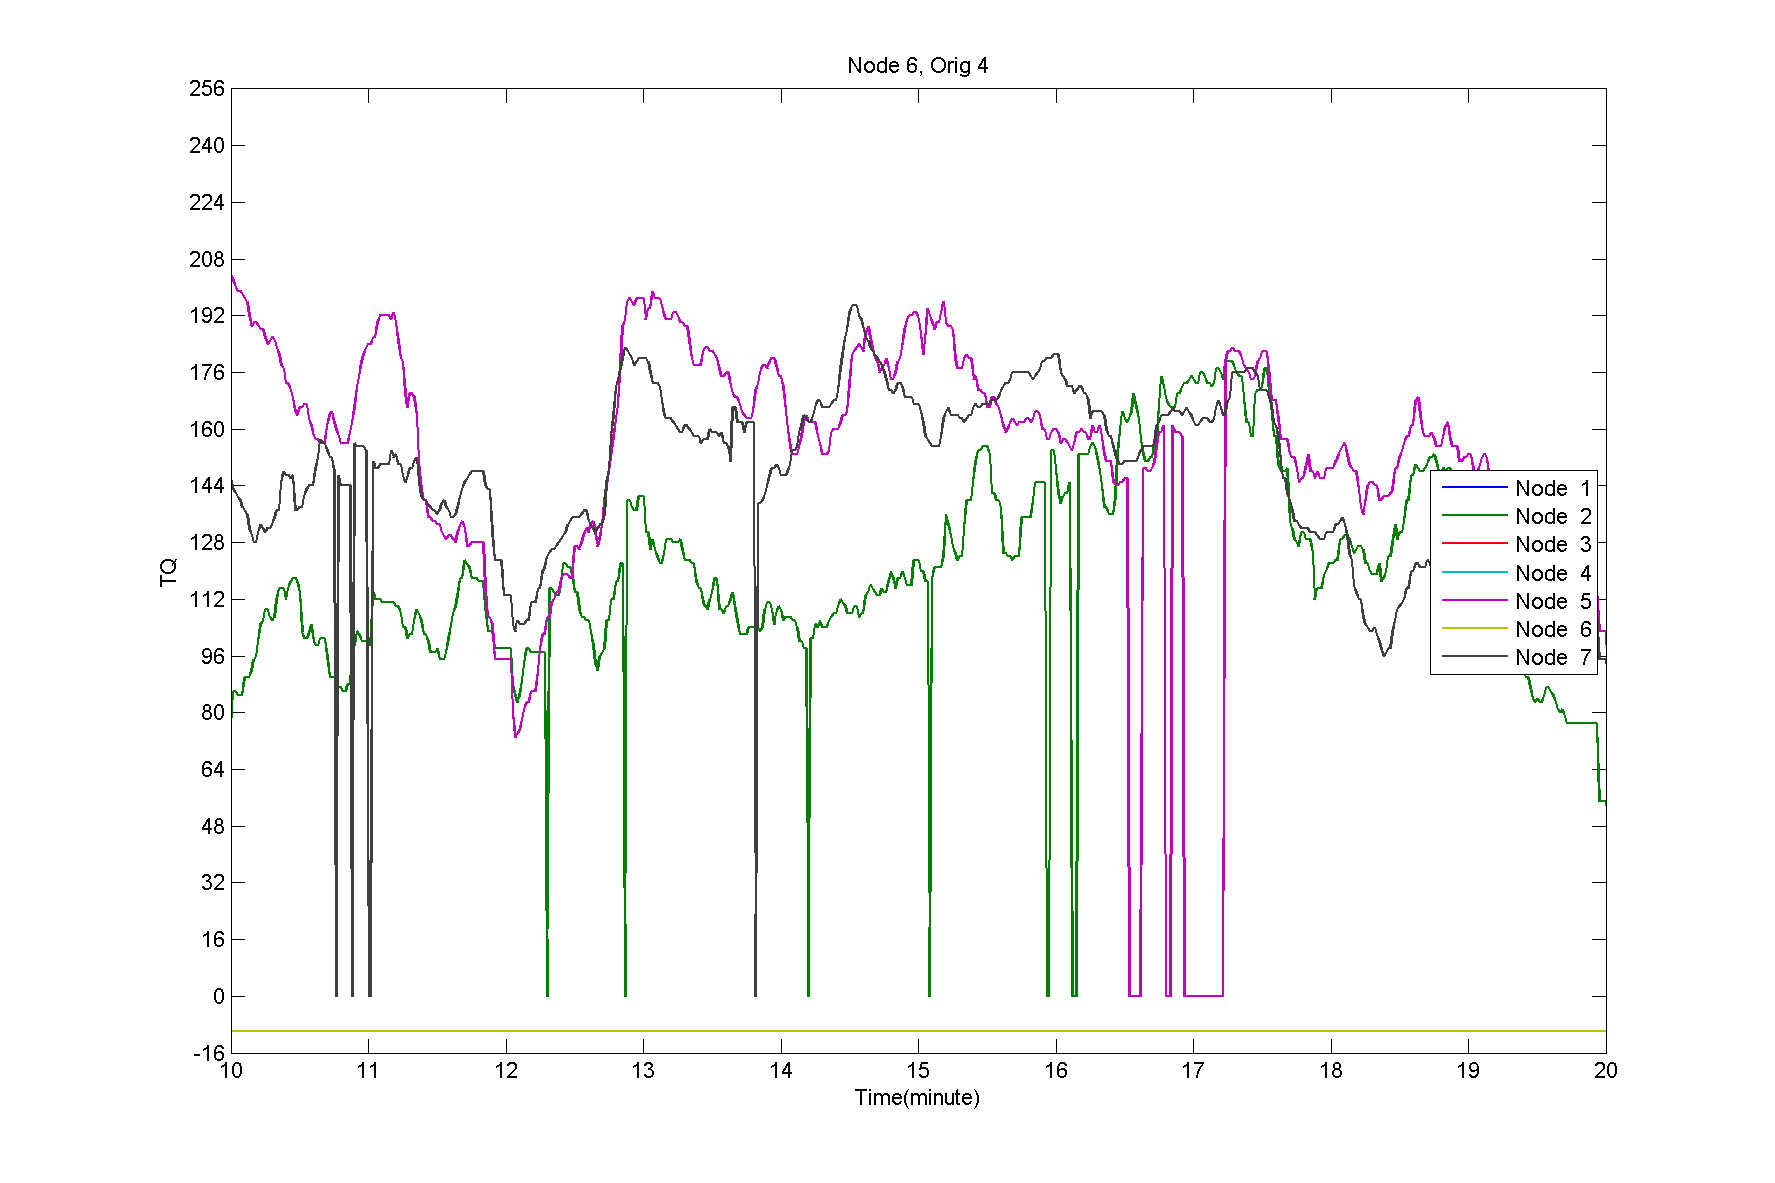 Node 6, Orig 4
256
240
224
208
192
176
160
144
128
112
96
80
64
48
32
16
0
-16
TQ
10 11 12 13 14 15 16 17 18 19 20
Time(minute)
Node 1
Node 2
Node 3
Node 4
Node 5
Node 6
Node 7